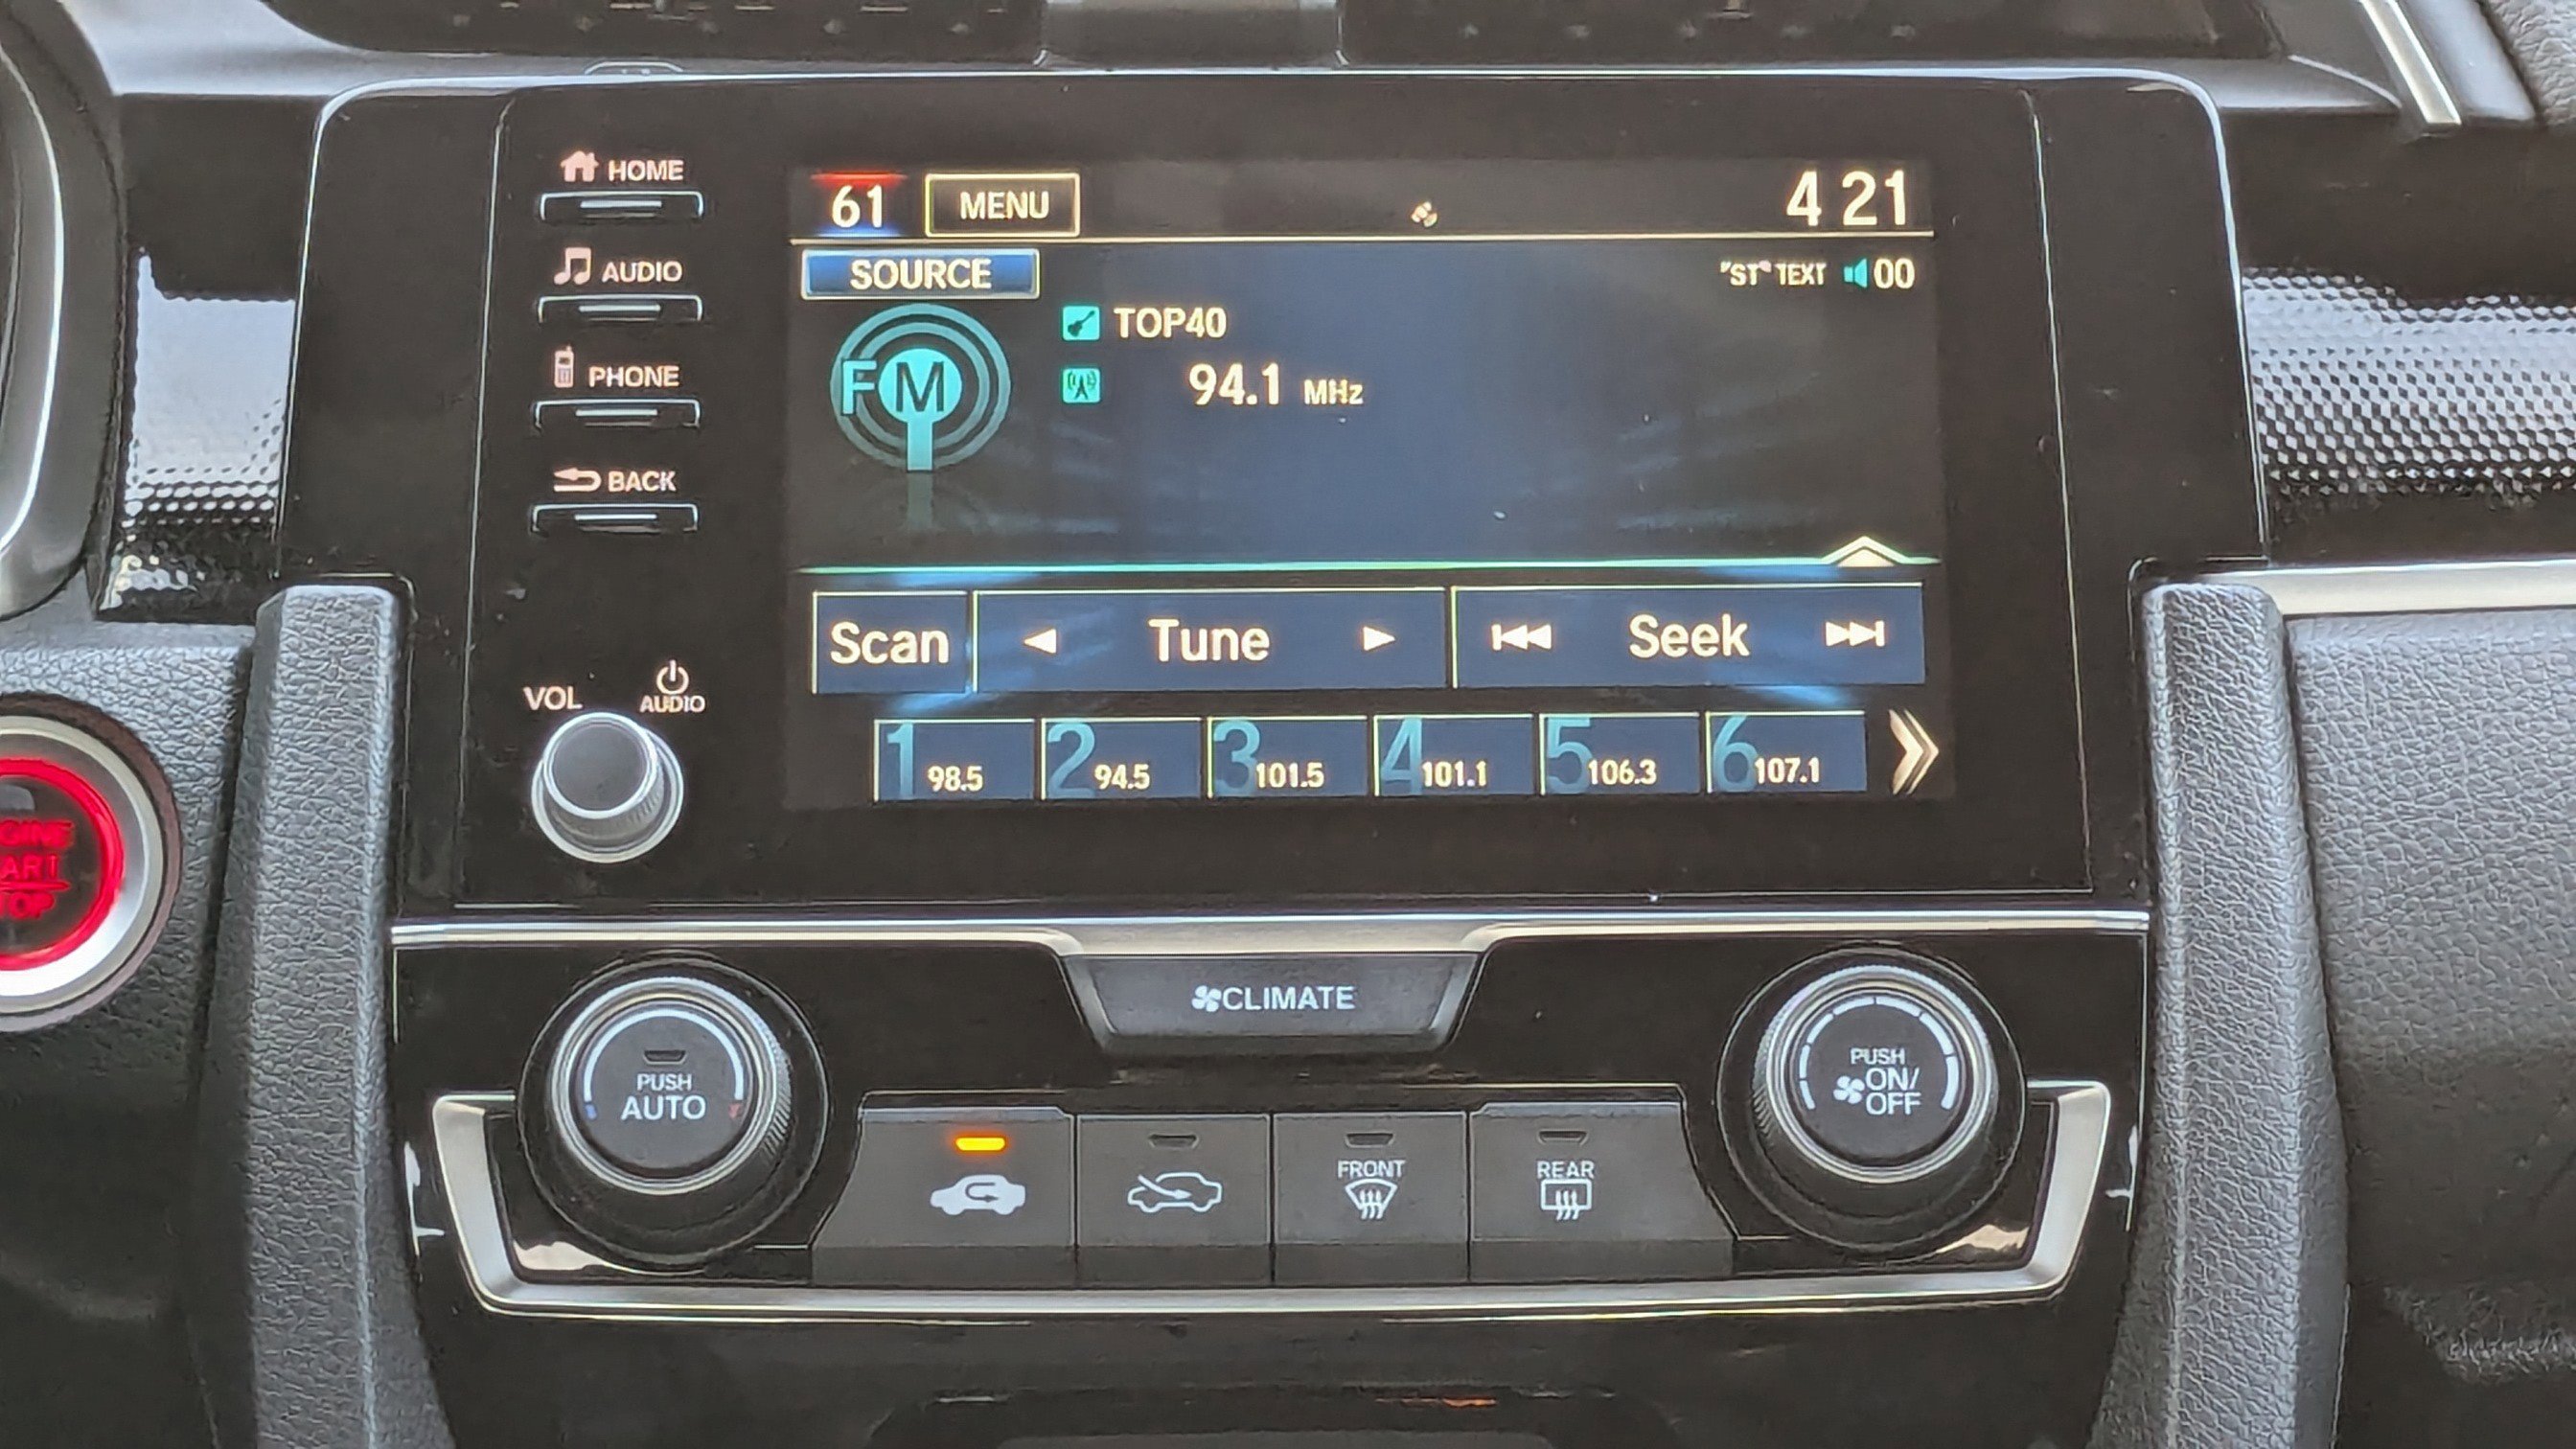 HOME
AUDIO
PHONE
BACK
VOL
AUDIO
61 MENU 4 21
SOURCE "ST" TEXT 00
FM
TOP40
94.1 MHz
Scan Tune Seek
1 98.5 2 94.5 3 101.5 4 101.1 5 106.3 6 107.1
CLIMATE
PUSH
AUTO
FRONT
REAR
PUSH
ON/
OFF